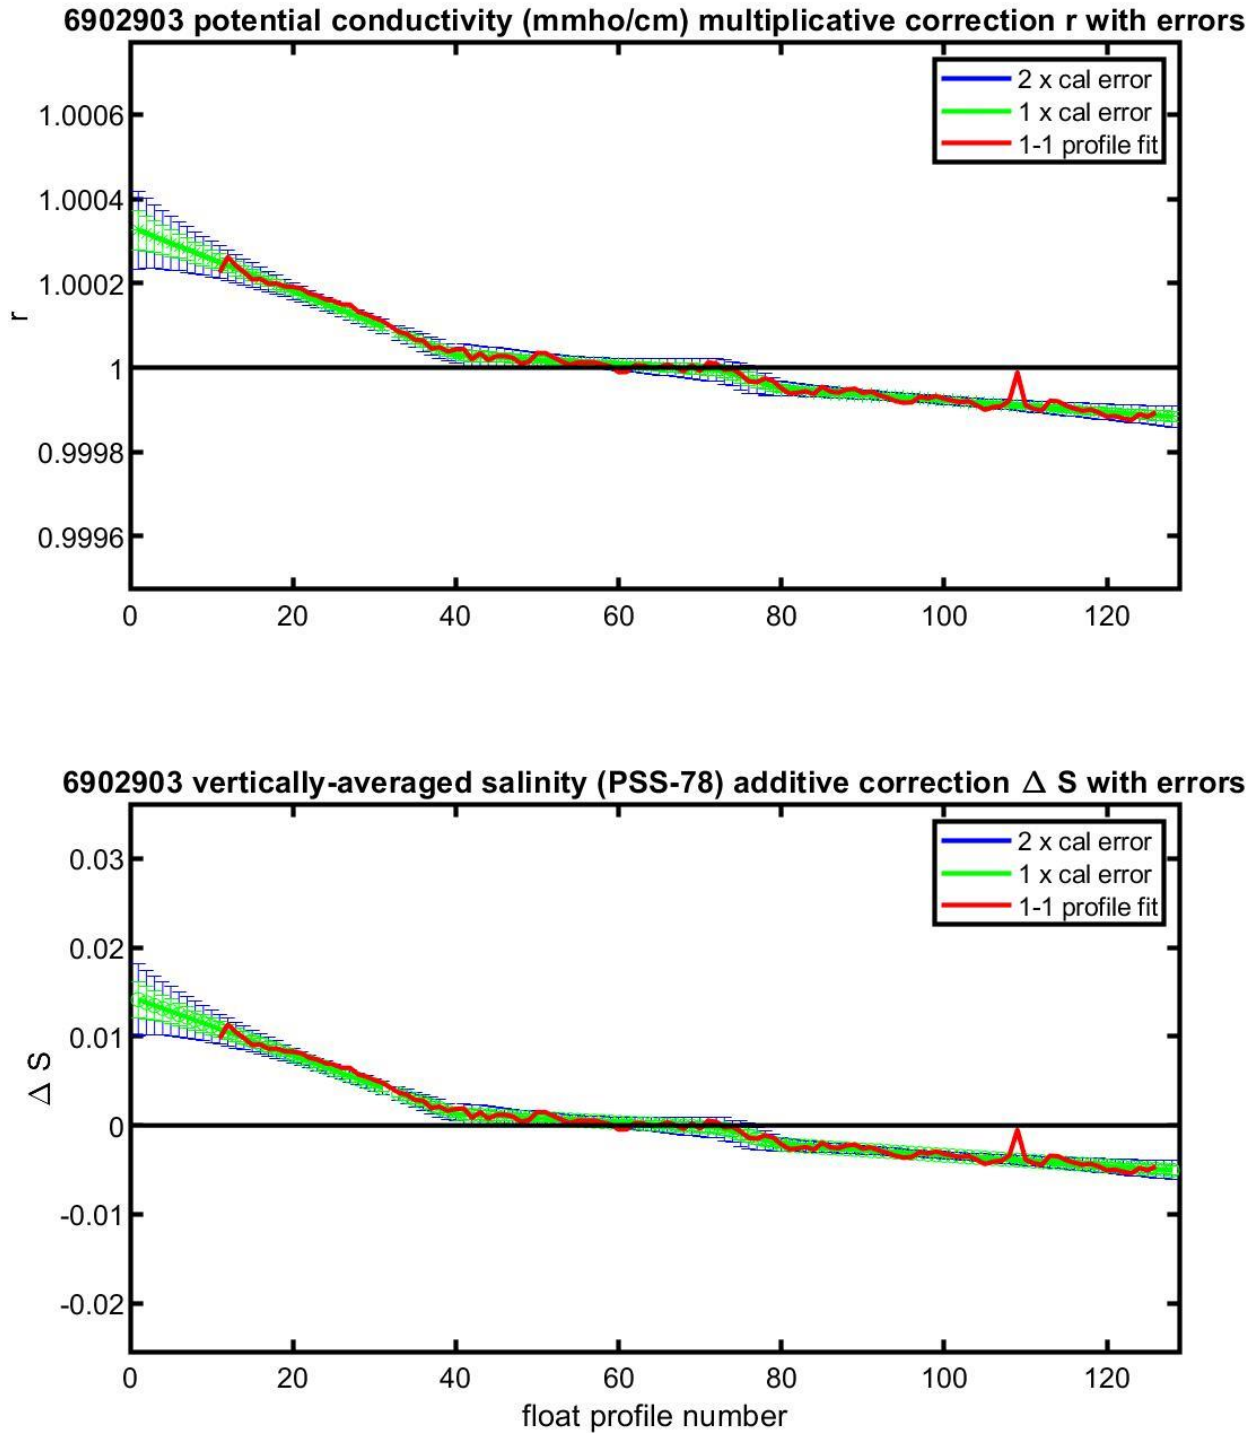 6902903 potential conductivity (mmho/cm) multiplicative correction r with errors
2 x cal error
1 x cal error
1-1 profile fit
1.0006
1.0004
1.0002
1
0.9998
0.9996
r
0 20 40 60 80 100 120
6902903 vertically-averaged salinity (PSS-78) additive correction Δ S with errors
2 x cal error
1 x cal error
1-1 profile fit
0.03
0.02
0.01
0
-0.01
-0.02
Δ S
0 20 40 60 80 100 120
float profile number